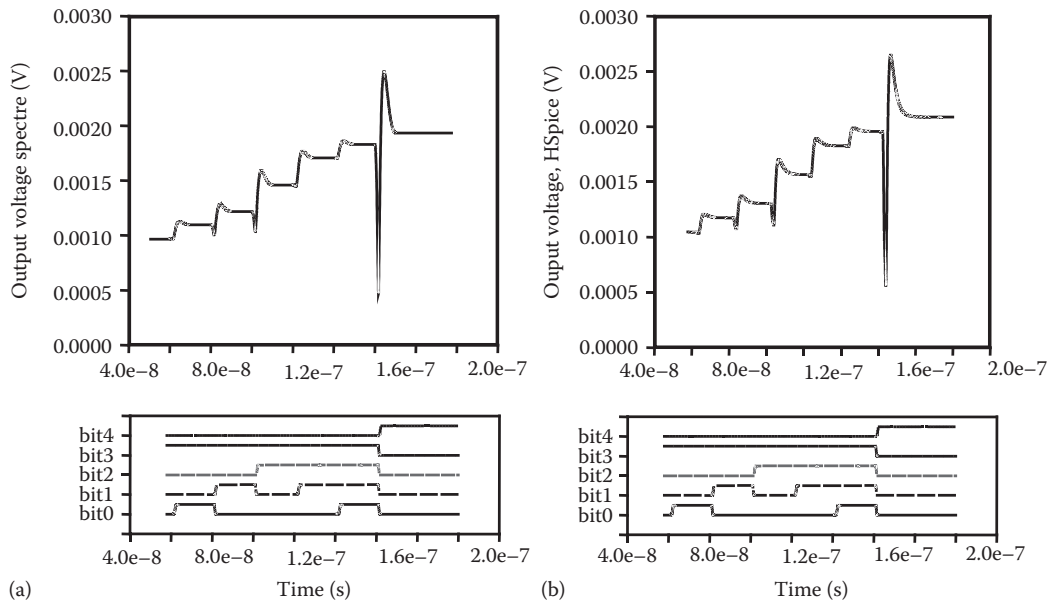 Output voltage spectre (V)
0.0030
0.0025
0.0020
0.0015
0.0010
0.0005
0.0000
4.0e–8 8.0e–8 1.2e–7 1.6e–7 2.0e–7
bit4
bit3
bit2
bit1
bit0
4.0e–8 8.0e–8 1.2e–7 1.6e–7 2.0e–7
(a)
Time (s)
Ouput voltage, HSpice (V)
0.0030
0.0025
0.0020
0.0015
0.0010
0.0005
0.0000
4.0e–8 8.0e–8 1.2e–7 1.6e–7 2.0e–7
bit4
bit3
bit2
bit1
bit0
4.0e–8 8.0e–8 1.2e–7 1.6e–7 2.0e–7
(b)
Time (s)